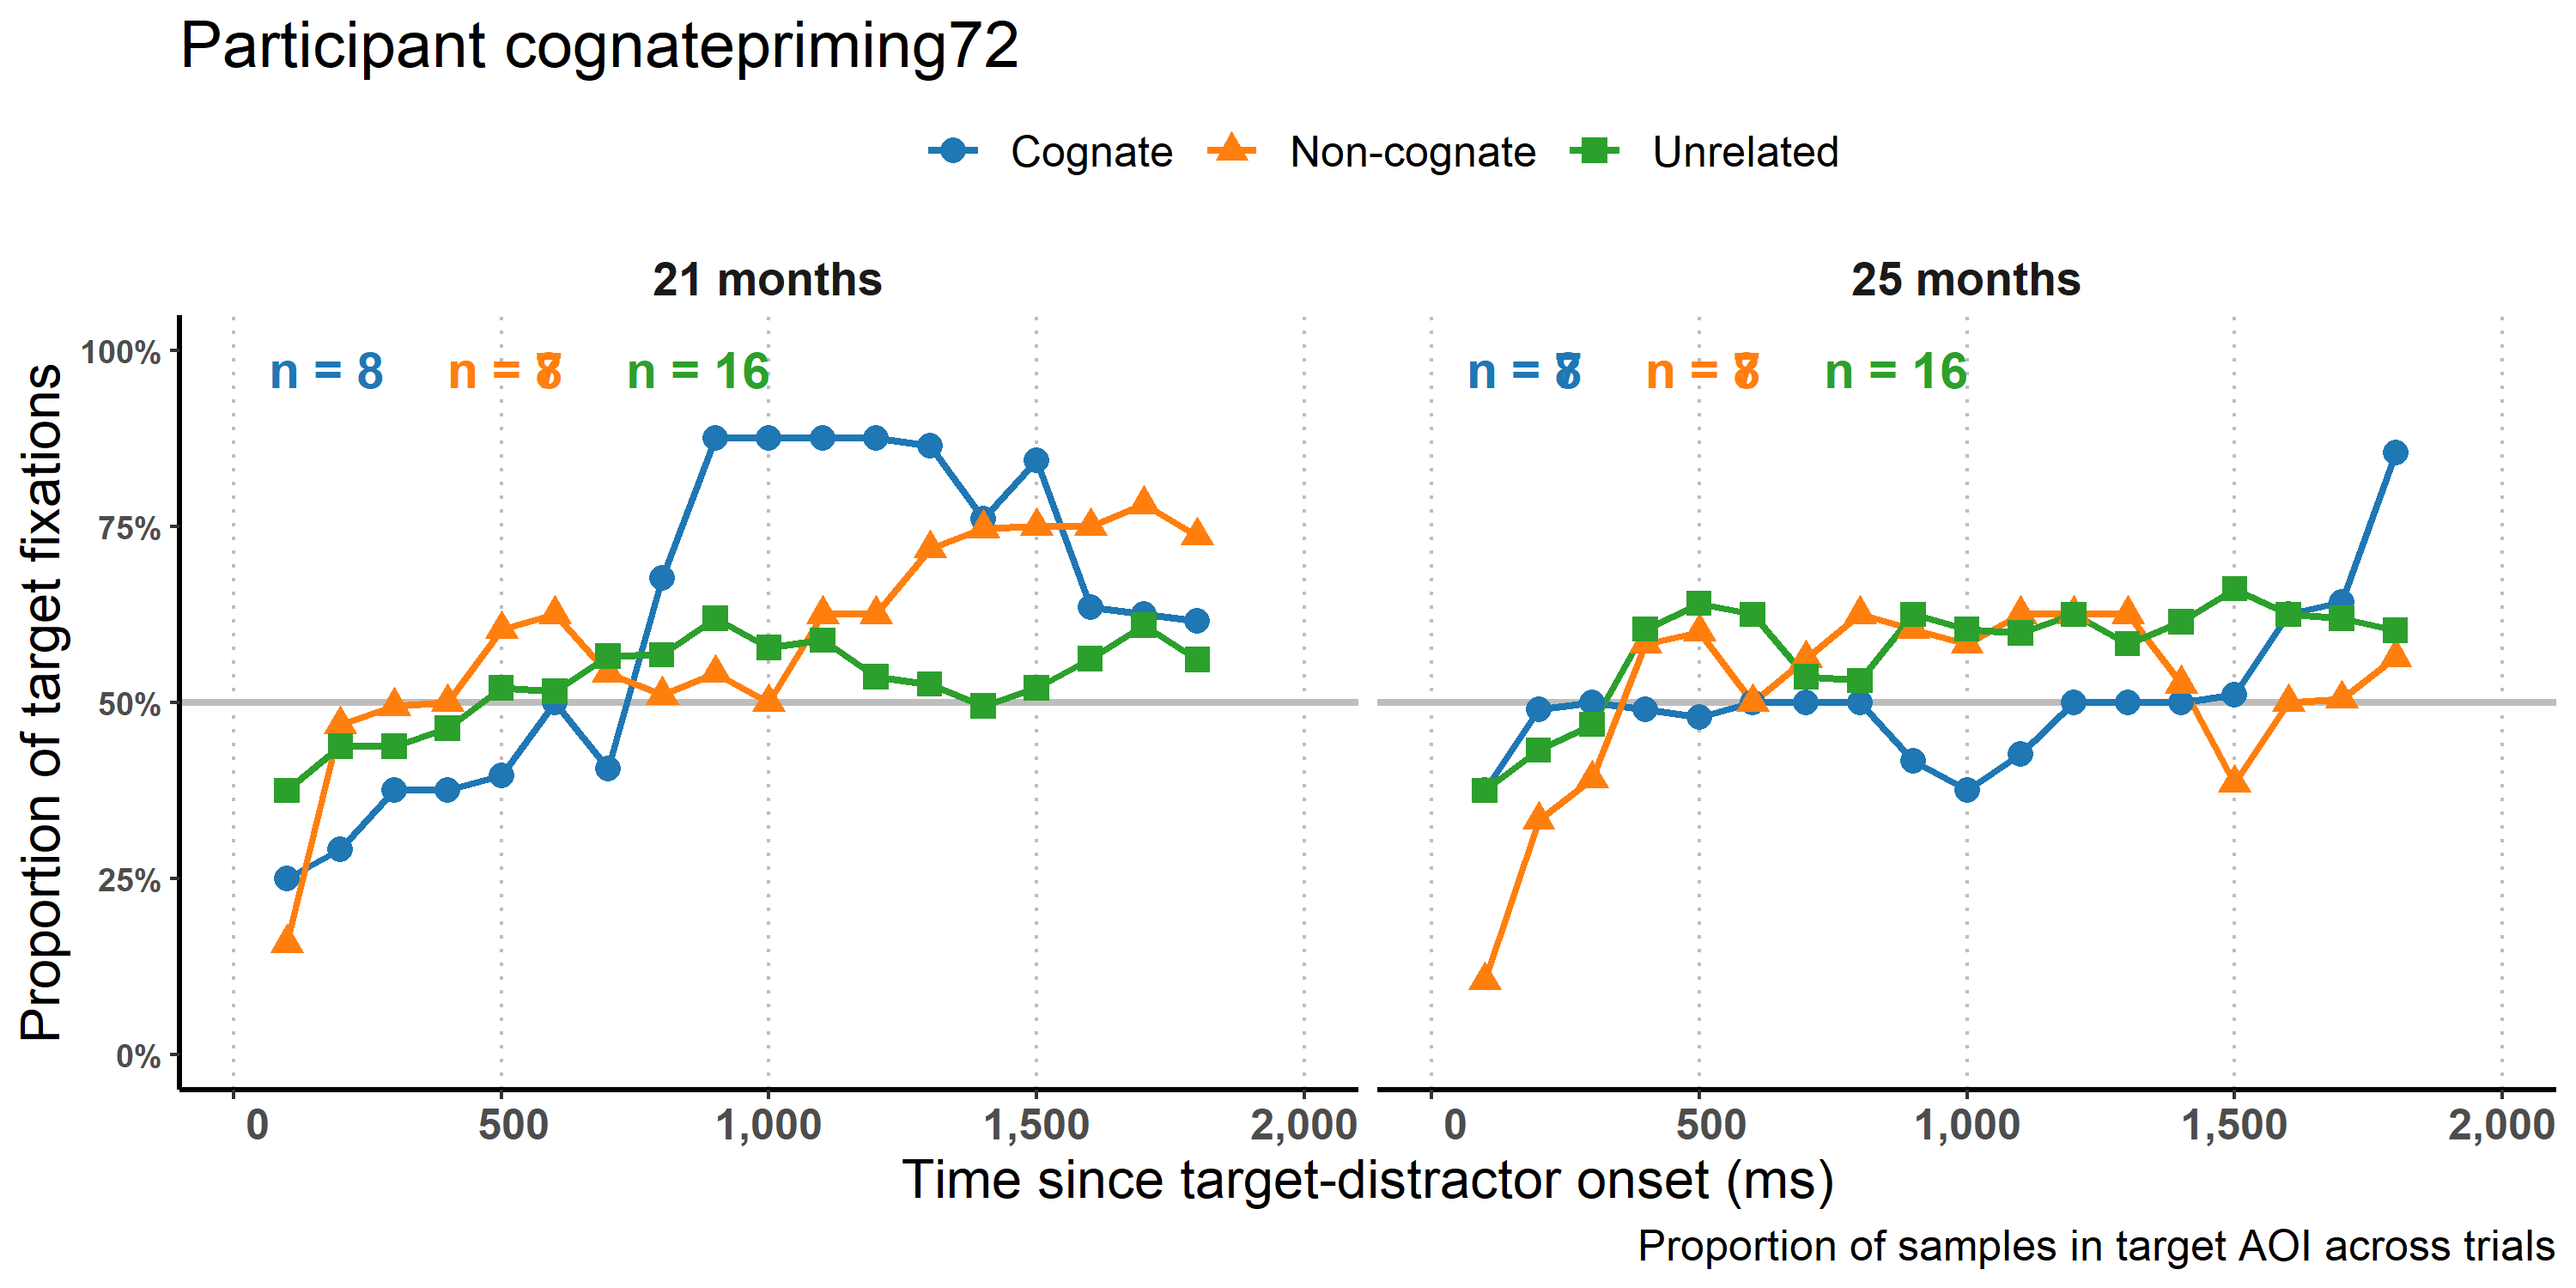 Participant cognatepriming72
Cognate Non-cognate Unrelated
21 months 25 months
n = 8 n = n = 16 n = n = n = 16
100%
75%
50%
25%
0%
Proportion of target fixations
0 500 1,000 1,500 2,000 0 500 1,000 1,500 2,000
Time since target-distractor onset (ms)
Proportion of samples in target AOI across trials